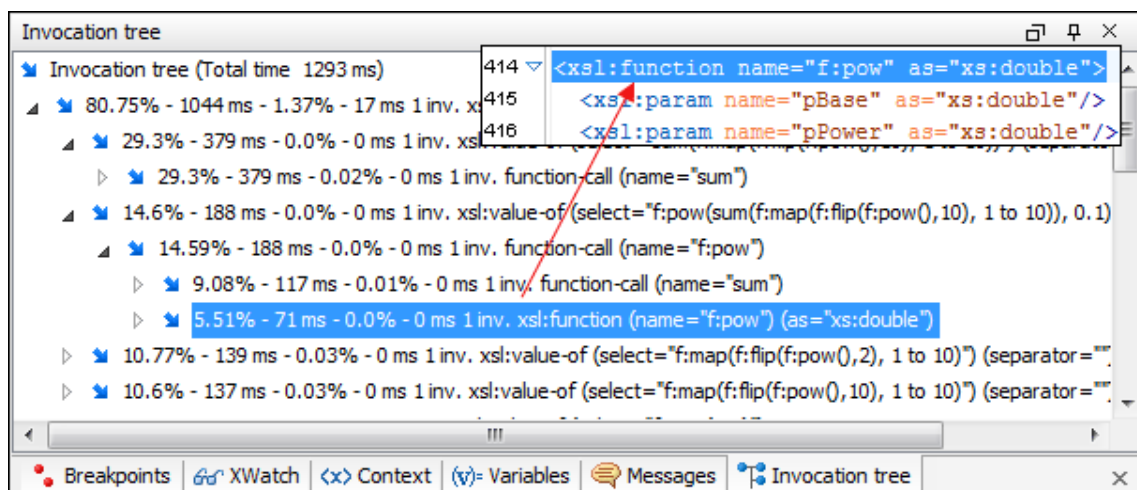 Invocation tree
Invocation tree (Total time 1293 ms)
414 <xsl:function name="f:pow" as="xs:double">
80.75% - 1044 ms - 1.37% - 17 ms 1 inv. xs
415 <xsl:param name="pBase" as="xs:double"/>
29.3% - 379 ms - 0.0% - 0 ms 1 inv. xsl
416 <xsl:param name="pPower" as="xs:double"/>
29.3% - 379 ms - 0.02% - 0 ms 1 inv. function-call (name="sum")
14.6% - 188 ms - 0.0% - 0 ms 1 inv. xsl:value-of (select="f:pow(sum(f:map(f:flip(f:pow(),10), 1 to 10)), 0.1)
14.59% - 188 ms - 0.0% - 0 ms 1 inv. function-call (name="f:pow")
9.08% - 117 ms - 0.01% - 0 ms 1 inv. function-call (name="sum")
5.51% - 71 ms - 0.0% - 0 ms 1 inv. xsl:function (name="f:pow") (as="xs:double")
10.77% - 139 ms - 0.03% - 0 ms 1 inv. xsl:value-of (select="f:map(f:flip(f:pow(),2), 1 to 10)") (separator=""
10.6% - 137 ms - 0.03% - 0 ms 1 inv. xsl:value-of (select="f:map(f:flip(f:pow(),10), 1 to 10)") (separator=""
Breakpoints XWatch <x> Context (v)= Variables Messages Invocation tree